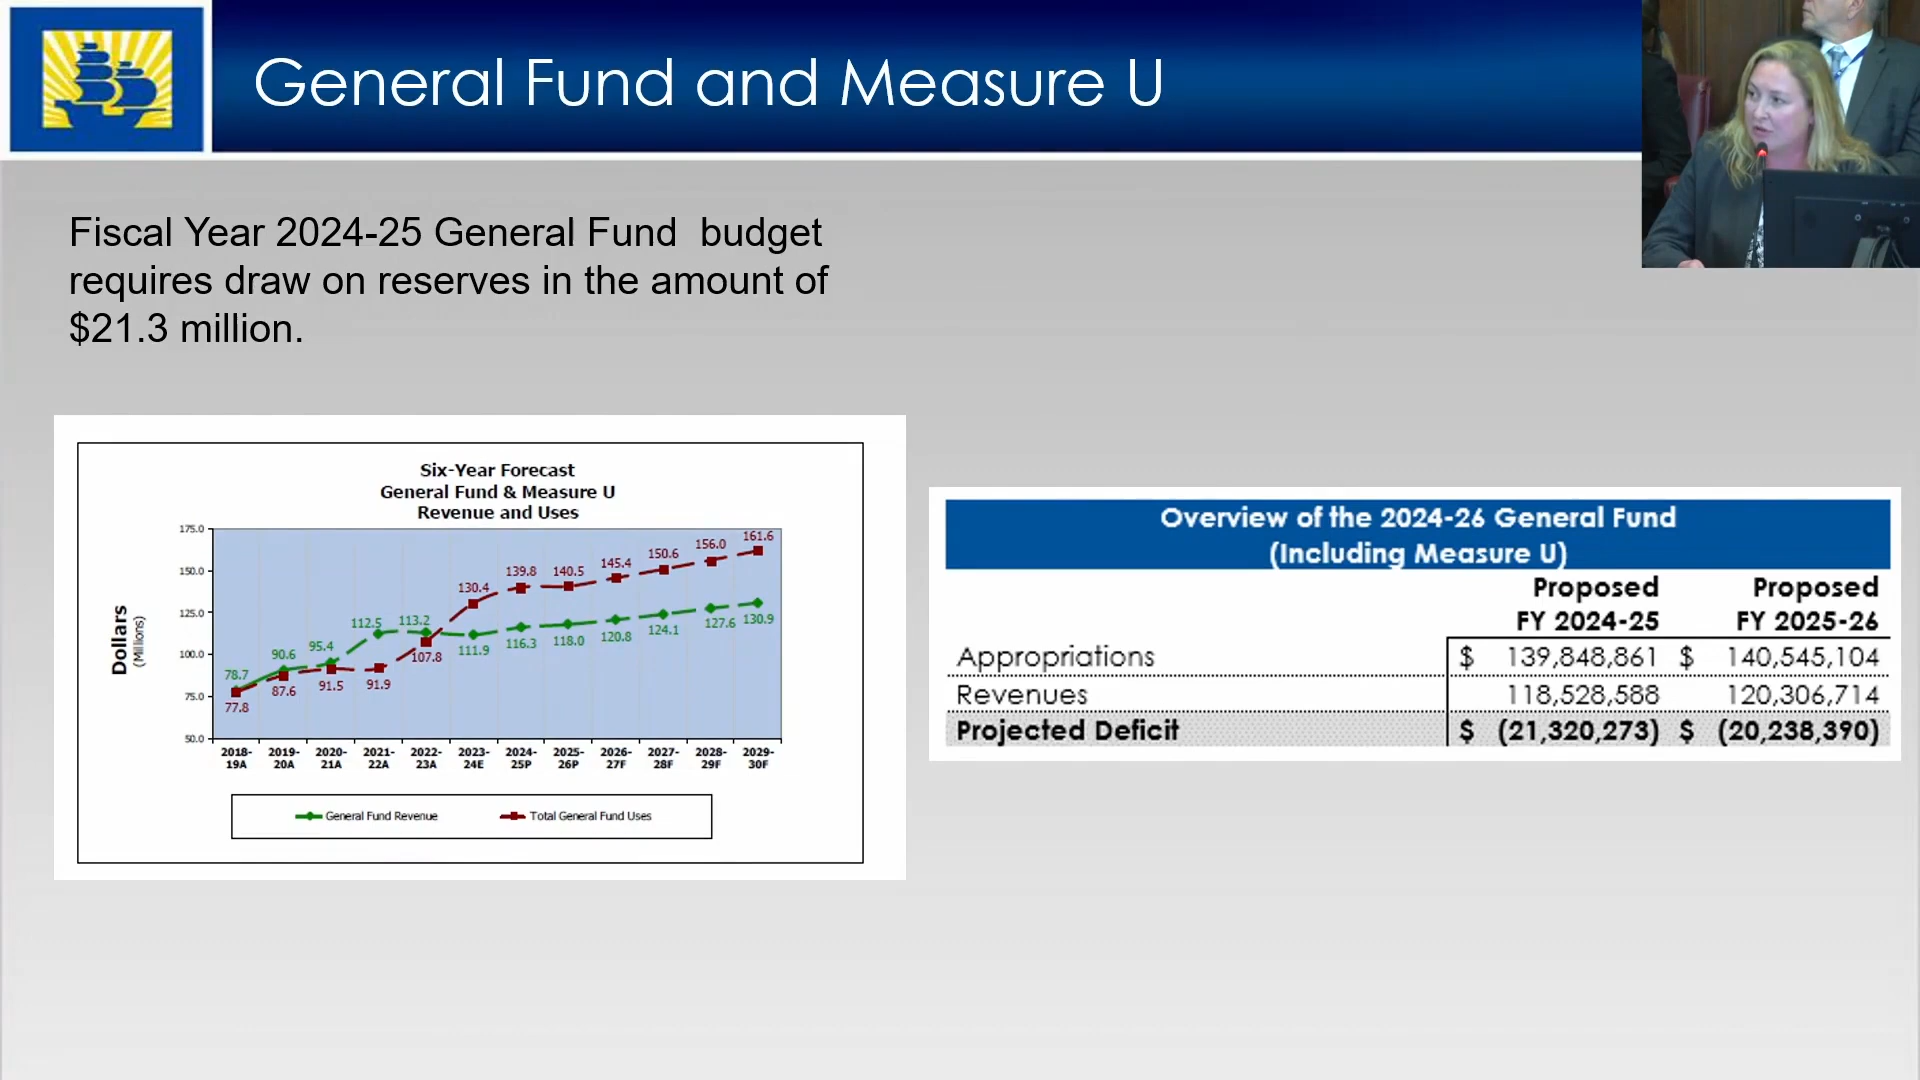 General Fund and Measure U
Fiscal Year 2024-25 General Fund  budget
requires draw on reserves in the amount of
$21.3 million.
Six-Year Forecast
General Fund & Measure U
Revenue and Uses
Dollars
(Millions)
175.0
150.0
125.0
100.0
75.0
50.0
78.7
90.6
95.4
112.5
113.2
111.9
116.3
118.0
120.8
124.1
127.6
130.9
77.8
87.6
91.5
91.9
107.8
130.4
139.8
140.5
145.4
150.6
156.0
161.6
2018- 2019- 2020- 2021- 2022- 2023- 2024- 2025- 2026- 2027- 2028- 2029-
19A 20A 21A 22A 23A 24E 25P 26P 27F 28F 29F 30F
General Fund Revenue Total General Fund Uses
Overview of the 2024-26 General Fund
(Including Measure U)
Proposed Proposed
FY 2024-25 FY 2025-26
Appropriations $ 139,848,861 $ 140,545,104
Revenues 118,528,588 120,306,714
Projected Deficit $ (21,320,273) $ (20,238,390)